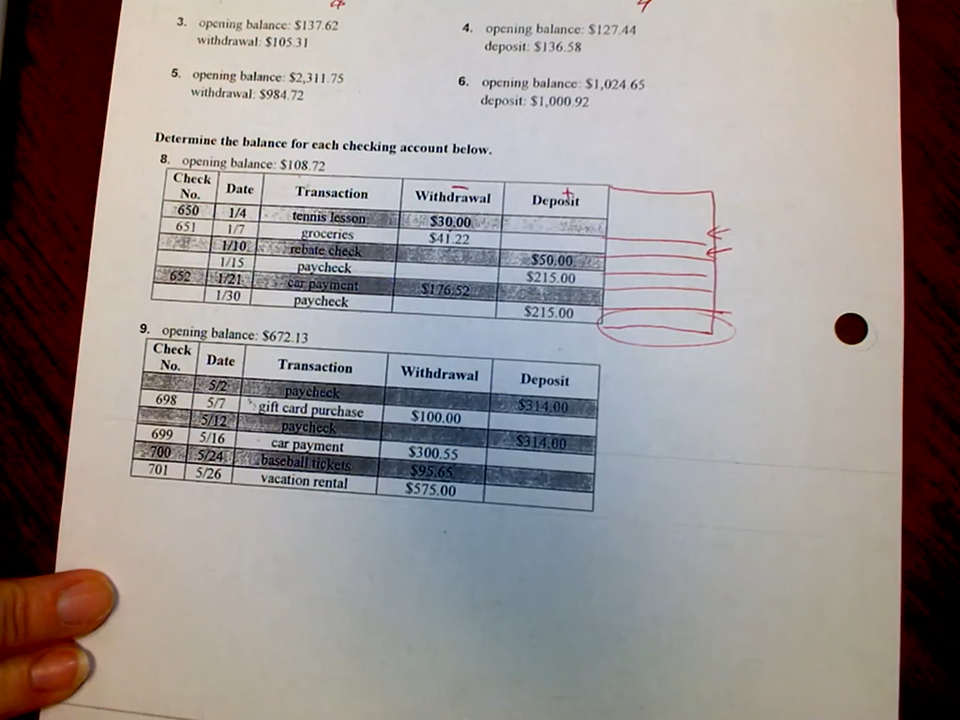 3. opening balance: $137.62
withdrawal: $105.31
4. opening balance: $127.44
deposit: $136.58
5. opening balance: $2,311.75
withdrawal: $984.72
6. opening balance: $1,024.65
deposit: $1,000.92
Determine the balance for each checking account below.
8. opening balance: $108.72
Check No. Date Transaction Withdrawal Deposit
− +
650 1/4 tennis lesson $30.00
651 1/7 groceries $41.22
1/10 rebate check $50.00
1/15 paycheck $215.00
652 1/21 car payment $176.52
1/30 paycheck $215.00
9. opening balance: $672.13
Check No. Date Transaction Withdrawal Deposit
5/2 paycheck $314.00
698 5/7 gift card purchase $100.00
5/12 paycheck $314.00
699 5/16 car payment $300.55
700 5/24 baseball tickets $95.65
701 5/26 vacation rental $575.00